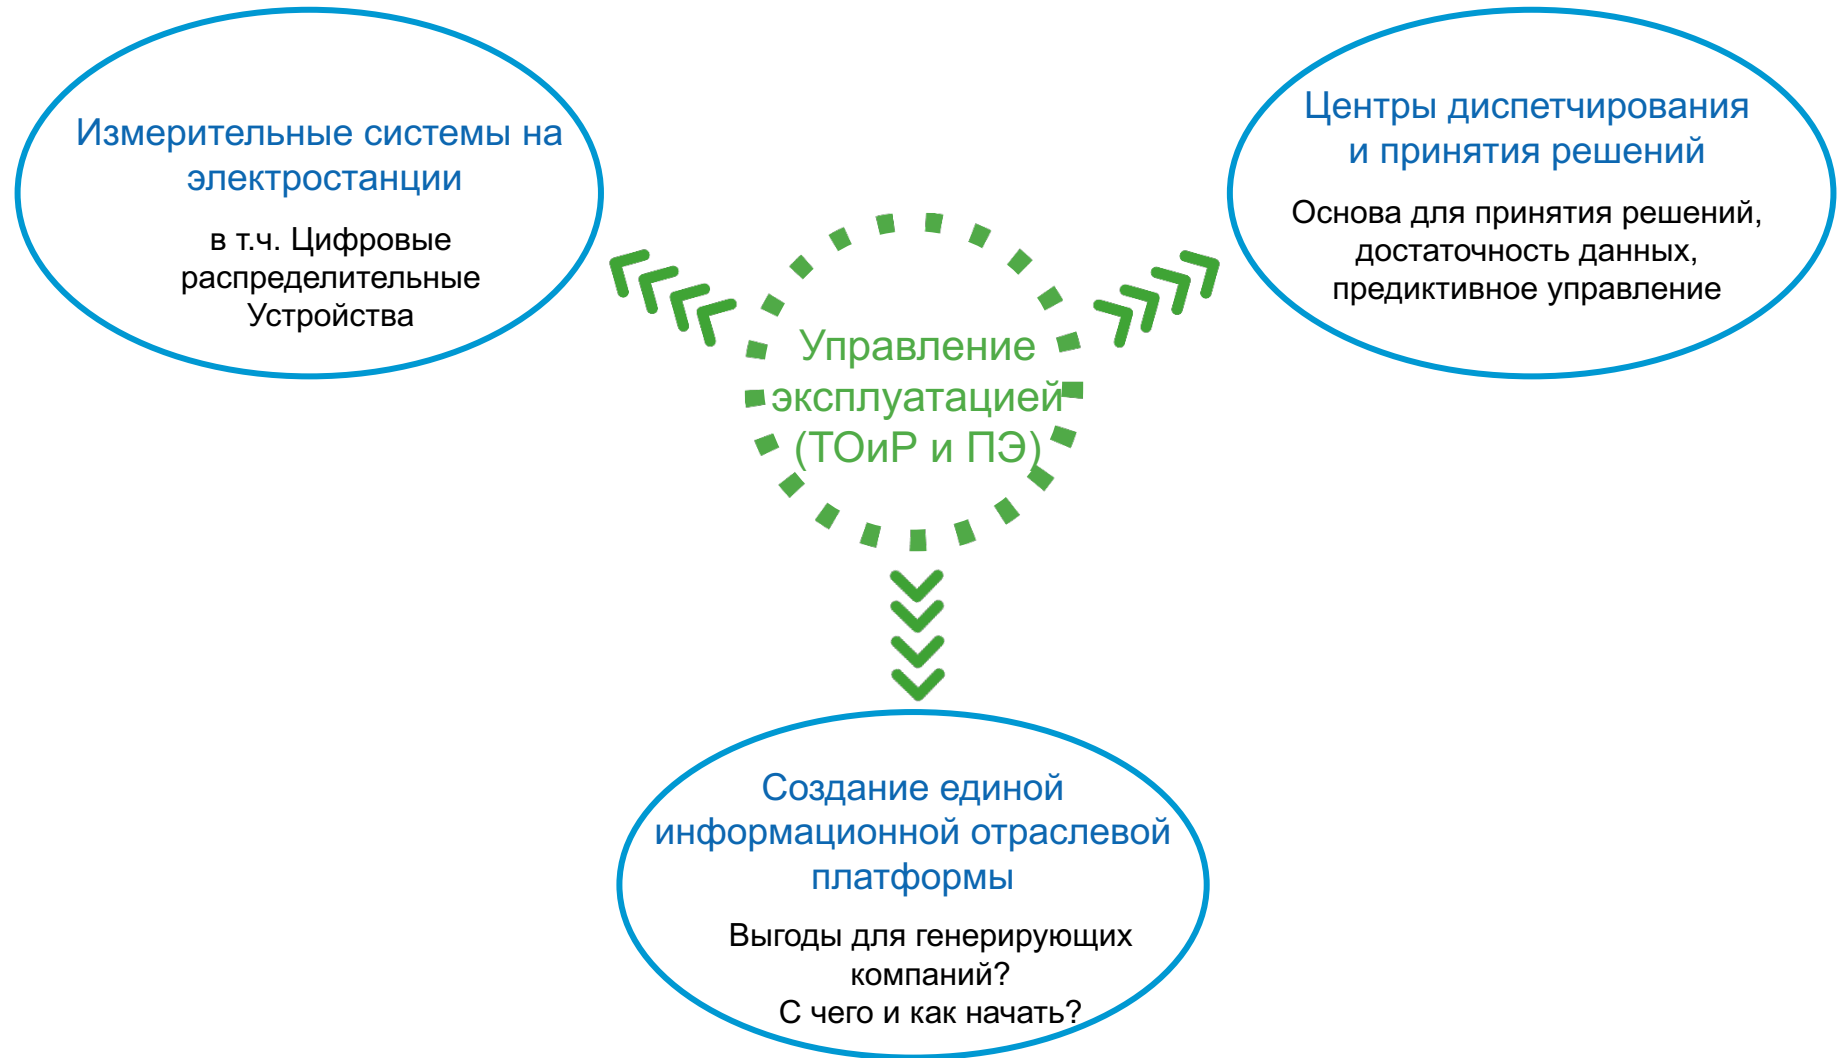 Измерительные системы на
электростанции
в т.ч. Цифровые
распределительные
Устройства
Центры диспетчирования
и принятия решений
Основа для принятия решений,
достаточность данных,
предиктивное управление
Управление
эксплуатацией
(ТОиР и ПЭ)
Создание единой
информационной отраслевой
платформы
Выгоды для генерирующих
компаний?
С чего и как начать?